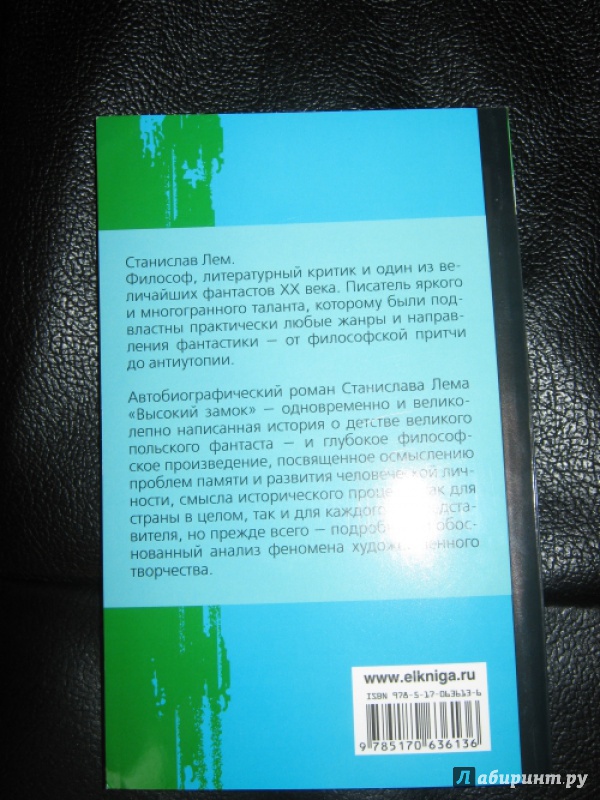 Станислав Лем.
Философ, литературный критик и один из ве-
личайших фантастов XX века. Писатель яркого
и многогранного таланта, которому были под-
властны практически любые жанры и направ-
ления фантастики — от философской притчи
до антиутопии.
Автобиографический роман Станислава Лема
«Высокий замок» — одновременно и велико-
лепно написанная история о детстве великого
польского фантаста — и глубокое философ-
ское произведение, посвященное осмыслению
проблем памяти и развития человеческой лич-
ности, смысла исторического как для
страны в целом, так и для
вителя, но прежде всего — обос-
нованный анализ феномена
творчества.
www.elkniga.ru
ISBN 978-5-17-063613-6
9 785170 636136
Лабиринт.ру